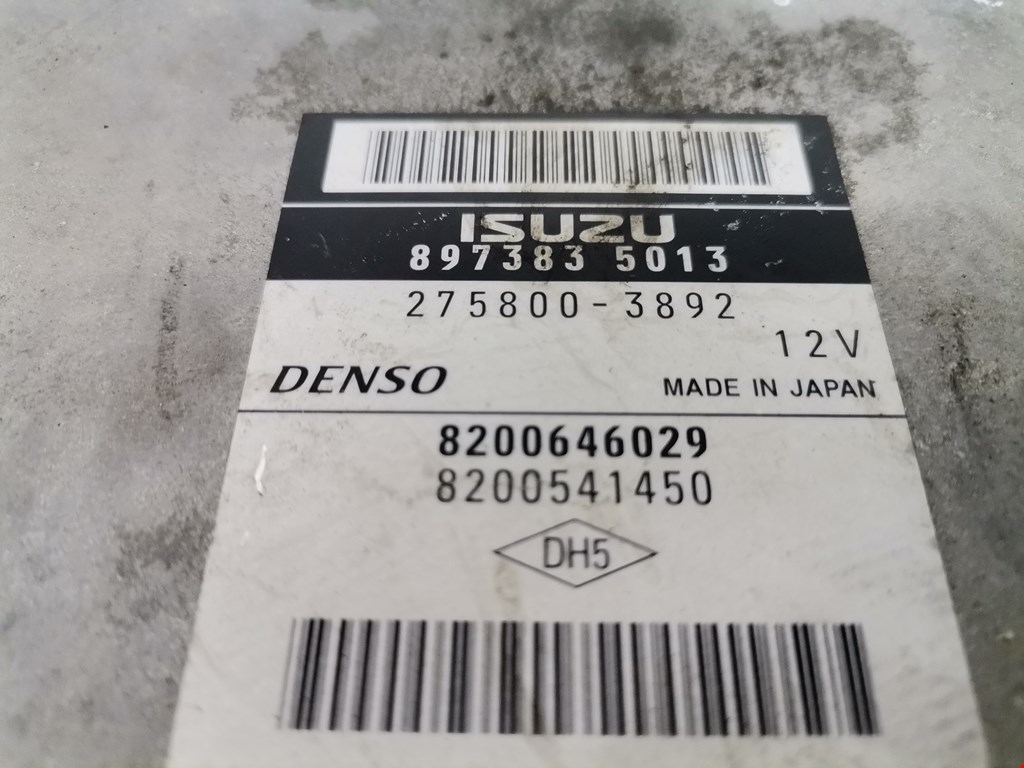 ISUZU
897383 5013
275800-3892
12V
DENSO MADE IN JAPAN
8200646029
8200541450
DH5